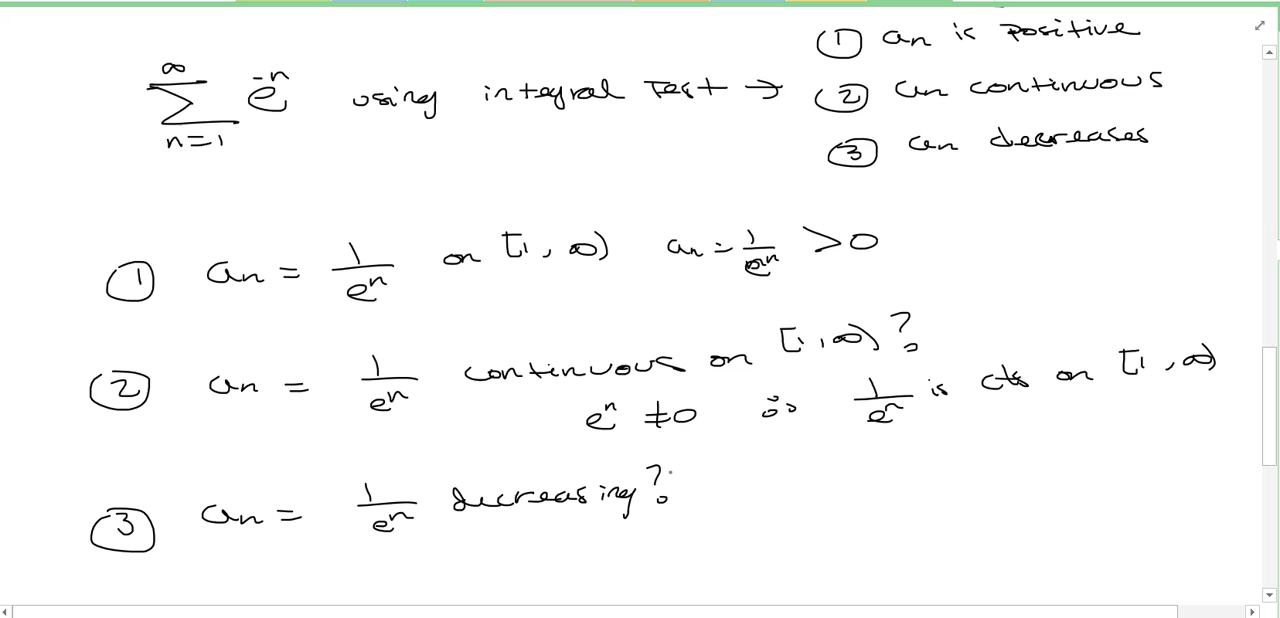 ① an is positive
∞
∑ e^-n using integral Test → ② an continuous
n=1
③ an decreases
① an = 1/e^n on [1, ∞) an = 1/e^n > 0
② an = 1/e^n continuous on [1, ∞)?
e^n ≠ 0 ∴ 1/e^n is cts on [1, ∞)
③ an = 1/e^n decreasing?